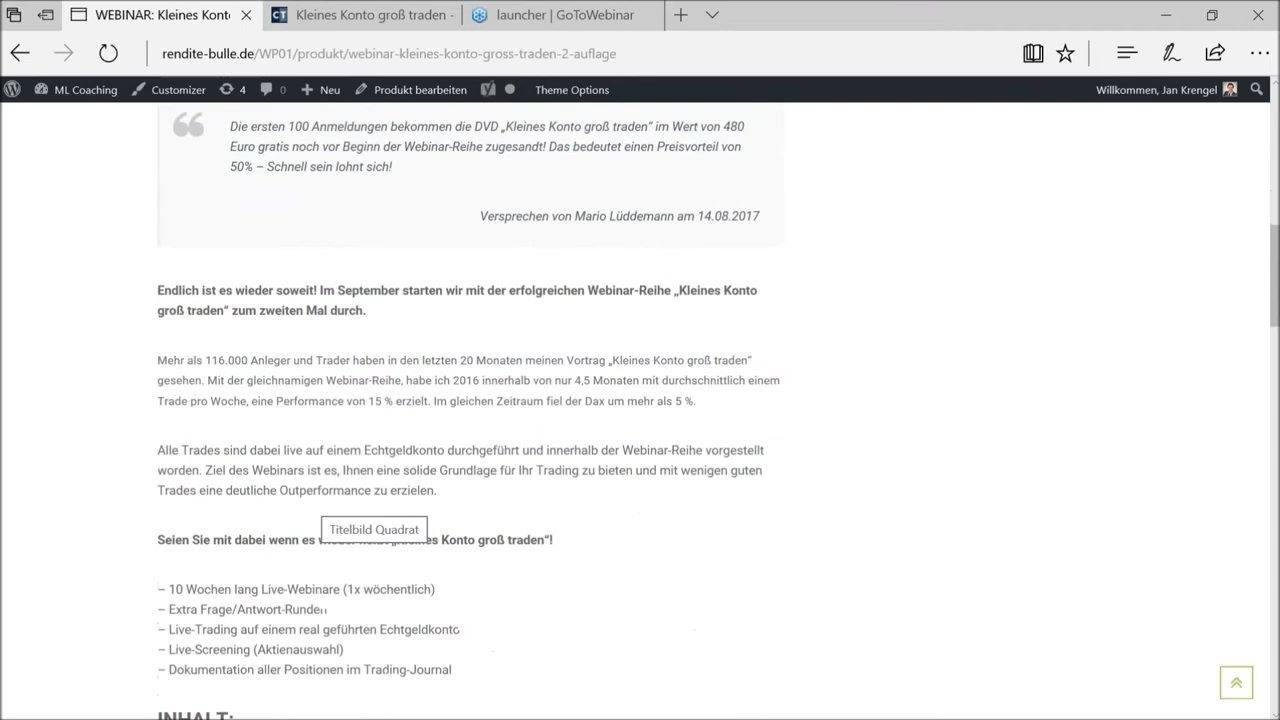 WEBINAR: Kleines Kont
Kleines Konto groß traden -
launcher | GoToWebinar
rendite-bulle.de/WP01/produkt/webinar-kleines-konto-gross-traden-2-auflage
ML Coaching
Customizer
4
0
Neu
Produkt bearbeiten
Theme Options
Willkommen, Jan Krengel
Die ersten 100 Anmeldungen bekommen die DVD „Kleines Konto groß traden“ im Wert von 480
Euro gratis noch vor Beginn der Webinar-Reihe zugesandt! Das bedeutet einen Preisvorteil von
50% – Schnell sein lohnt sich!
Versprechen von Mario Lüddemann am 14.08.2017
Endlich ist es wieder soweit! Im September starten wir mit der erfolgreichen Webinar-Reihe „Kleines Konto
groß traden“ zum zweiten Mal durch.
Mehr als 116.000 Anleger und Trader haben in den letzten 20 Monaten meinen Vortrag „Kleines Konto groß traden“
gesehen. Mit der gleichnamigen Webinar-Reihe, habe ich 2016 innerhalb von nur 4,5 Monaten mit durchschnittlich einem
Trade pro Woche, eine Performance von 15 % erzielt. Im gleichen Zeitraum fiel der Dax um mehr als 5 %.
Alle Trades sind dabei live auf einem Echtgeldkonto durchgeführt und innerhalb der Webinar-Reihe vorgestellt
worden. Ziel des Webinars ist es, Ihnen eine solide Grundlage für Ihr Trading zu bieten und mit wenigen guten
Trades eine deutliche Outperformance zu erzielen.
Titelbild Quadrat
Seien Sie mit dabei wenn es Konto groß traden“!
– 10 Wochen lang Live-Webinare (1x wöchentlich)
– Extra Frage/Antwort-Runden
– Live-Trading auf einem real geführten Echtgeldkonto
– Live-Screening (Aktienauswahl)
– Dokumentation aller Positionen im Trading-Journal
INHALT: